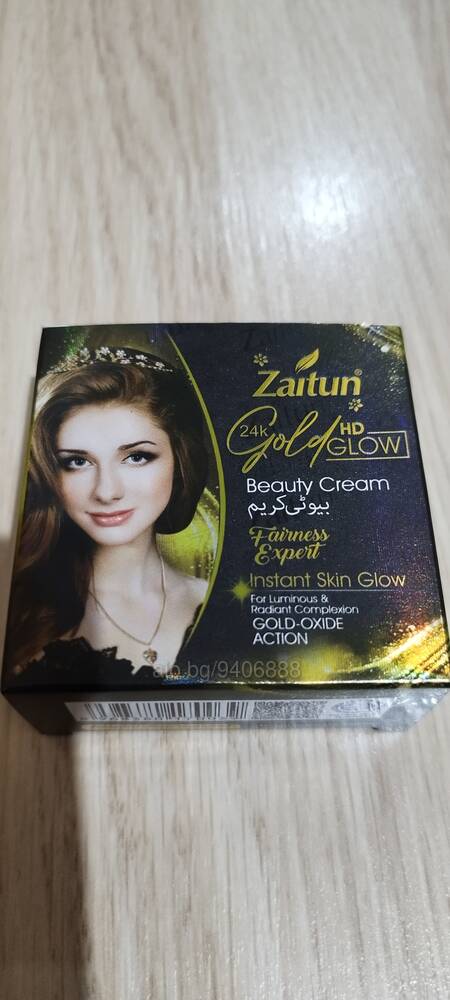 Zaitun®
24k Gold HD
GLOW
Beauty Cream
بیوٹی کریم
Fairness
Expert
Instant Skin Glow
For Luminous &
Radiant Complexion
GOLD-OXIDE
ACTION
alo.bg/9406888